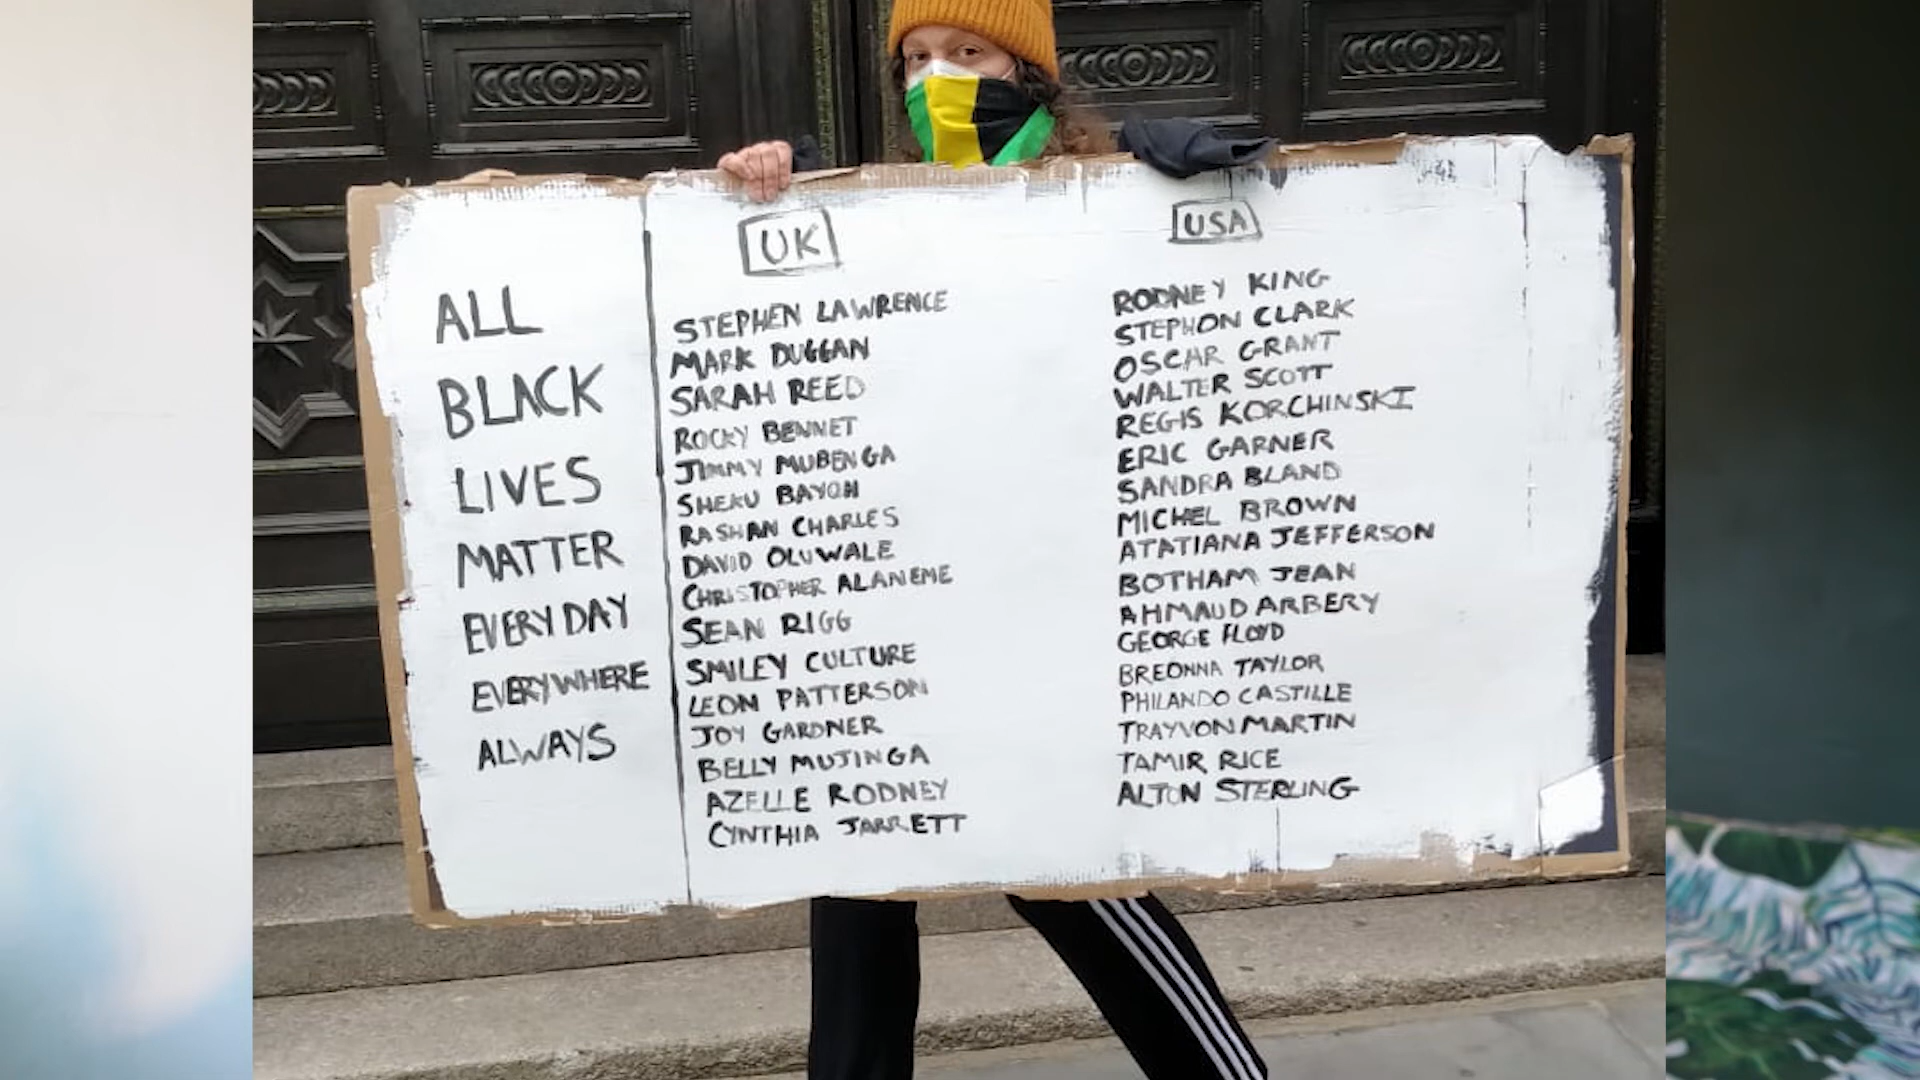 ALL
BLACK
LIVES
MATTER
EVERYDAY
EVERYWHERE
ALWAYS
UK
STEPHEN LAWRENCE
MARK DUGGAN
SARAH REED
ROCKY BENNET
JIMMY MUBENGA
SHEKU BAYOH
RASHAN CHARLES
DAVID OLUWALE
CHRISTOPHER ALANEME
SEAN RIGG
SMILEY CULTURE
LEON PATTERSON
JOY GARDNER
BELLY MUJINGA
AZELLE RODNEY
CYNTHIA JARRETT
USA
RODNEY KING
STEPHON CLARK
OSCAR GRANT
WALTER SCOTT
REGIS KORCHINSKI
ERIC GARNER
SANDRA BLAND
MICHEL BROWN
ATATIANA JEFFERSON
BOTHAM JEAN
AHMAUD ARBERY
GEORGE FLOYD
BREONNA TAYLOR
PHILANDO CASTILLE
TRAYVON MARTIN
TAMIR RICE
ALTON STERLING